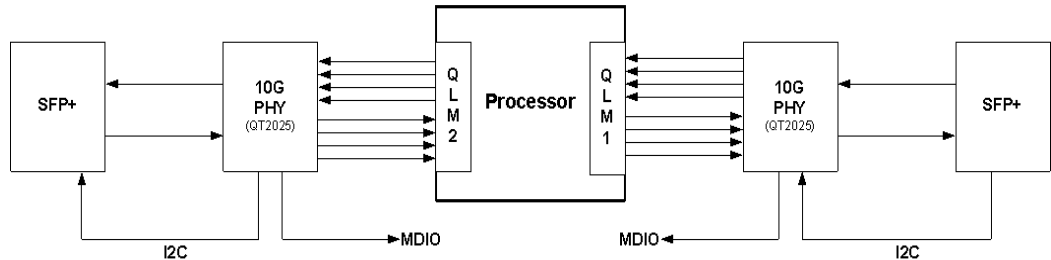 SFP+
10G
PHY
(QT2025)
Q
L
M
2
Processor
Q
L
M
1
10G
PHY
(QT2025)
SFP+
I2C
MDIO
MDIO
I2C